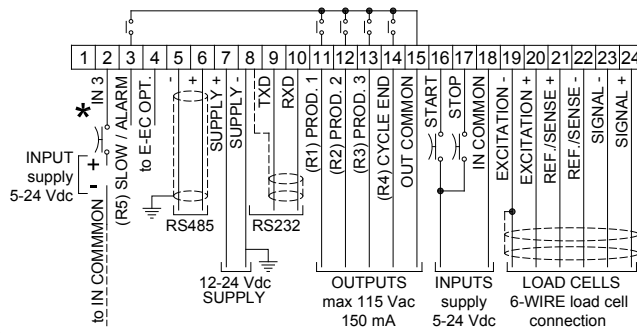 1 2 3 4 5 6 7 8 9 10 11 12 13 14 15 16 17 18 19 20 21 22 23 24
*
IN 3
(R5) SLOW / ALARM
to E-EC OPT.
-
+
SUPPLY +
SUPPLY -
TXD
RXD
(R1) PROD. 1
(R2) PROD. 2
(R3) PROD. 3
(R4) CYCLE END
OUT COMMON
START
STOP
IN COMMON
EXCITATION -
EXCITATION +
REF./SENSE +
REF./SENSE -
SIGNAL -
SIGNAL +
INPUT
supply
5-24 Vdc
+
-
to IN COMMMON
RS485
RS232
12-24 Vdc
SUPPLY
OUTPUTS
max 115 Vac
150 mA
INPUTS
supply
5-24 Vdc
LOAD CELLS
6-WIRE load cell
connection